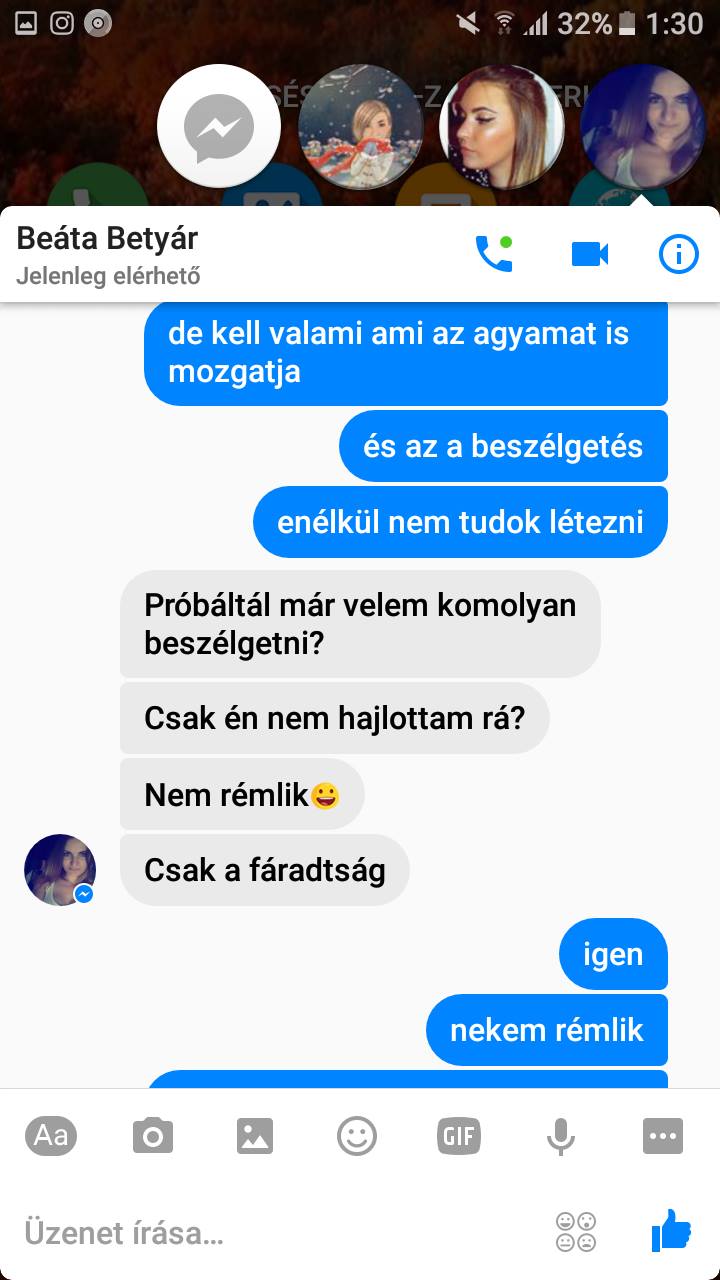 32% 1:30
Beáta Betyár
Jelenleg elérhető
de kell valami ami az agyamat is
mozgatja
és az a beszélgetés
enélkül nem tudok létezni
Próbáltál már velem komolyan
beszélgetni?
Csak én nem hajlottam rá?
Nem rémlik😀
Csak a fáradtság
igen
nekem rémlik
Aa
GIF
Üzenet írása...